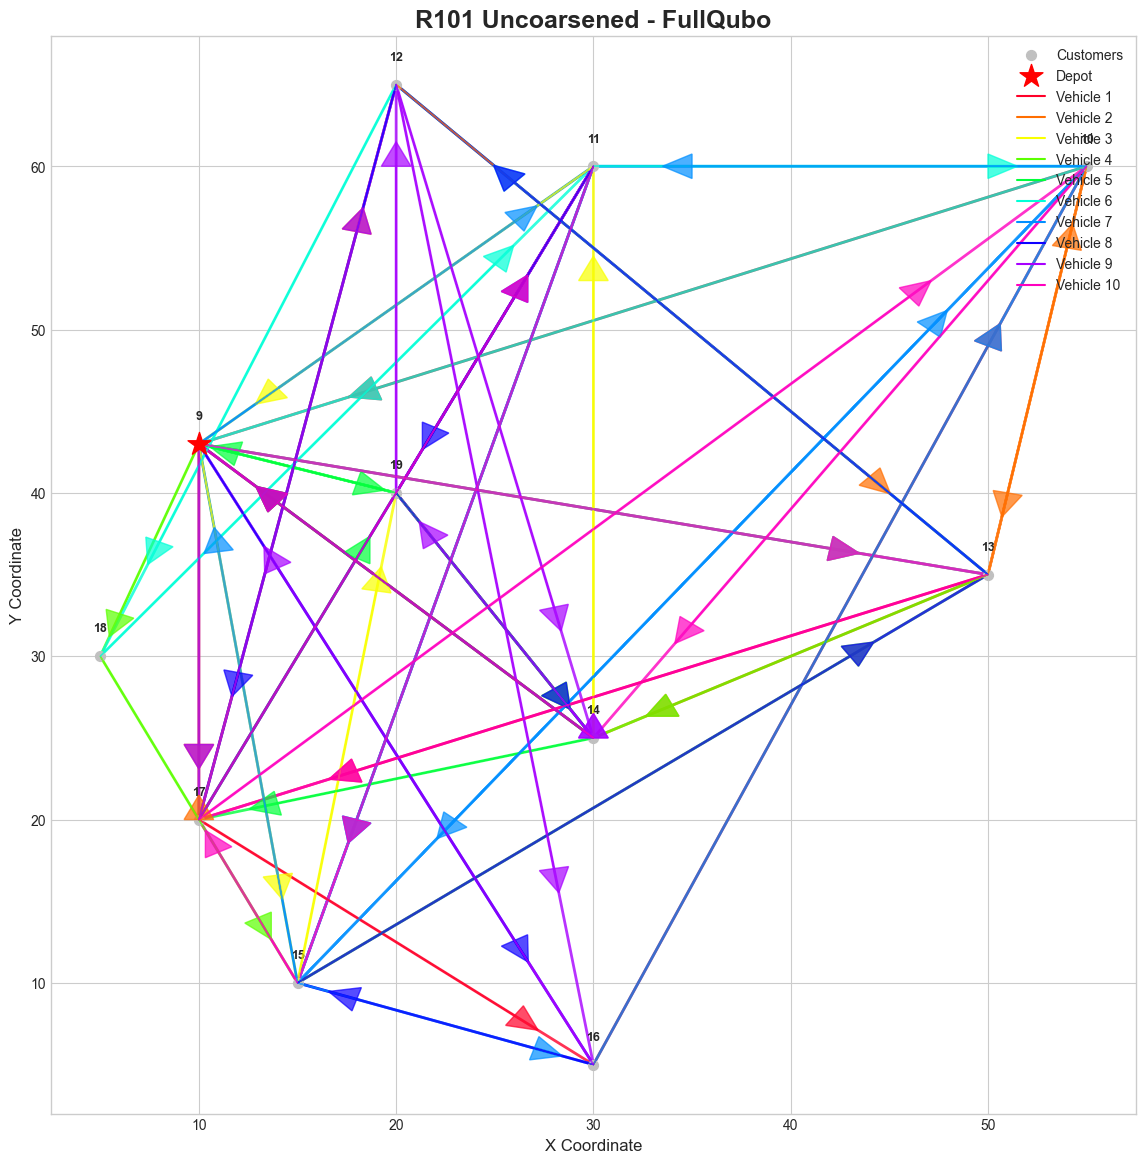 R101 Uncoarsened - FullQubo
12
Customers
Depot
Vehicle 1
Vehicle 2
11
Vehicle 3
10
60
Vehicle 4
Vehicle 5
Vehicle 6
Vehicle 7
Vehicle 8
Vehicle 9
Vehicle 10
50
9
19
40
13
Y Coordinate
18
30
14
17
20
15
10
16
10
20
30
40
50
X Coordinate